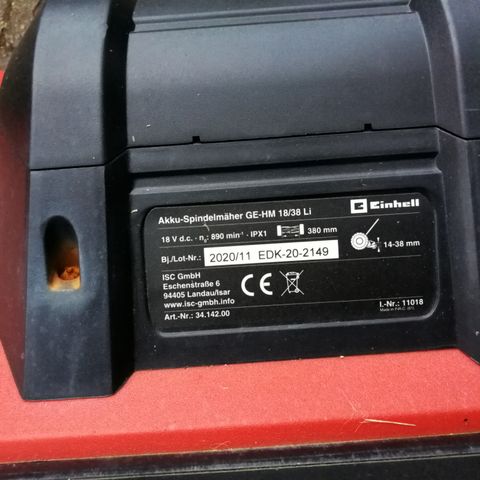 Akku-Spindelmäher GE-HM 18/38 Li
Einhell
18 V d.c. · n₀: 890 min⁻¹ · IPX1 380 mm
14-38 mm
Bj./Lot-Nr.: 2020/11 EDK-20-2149
ISC GmbH
Eschenstraße 6
94405 Landau/Isar
www.isc-gmbh.info
CE
Art.-Nr.: 34.142.00
I.-Nr.: 11018
Made in P.R.C.